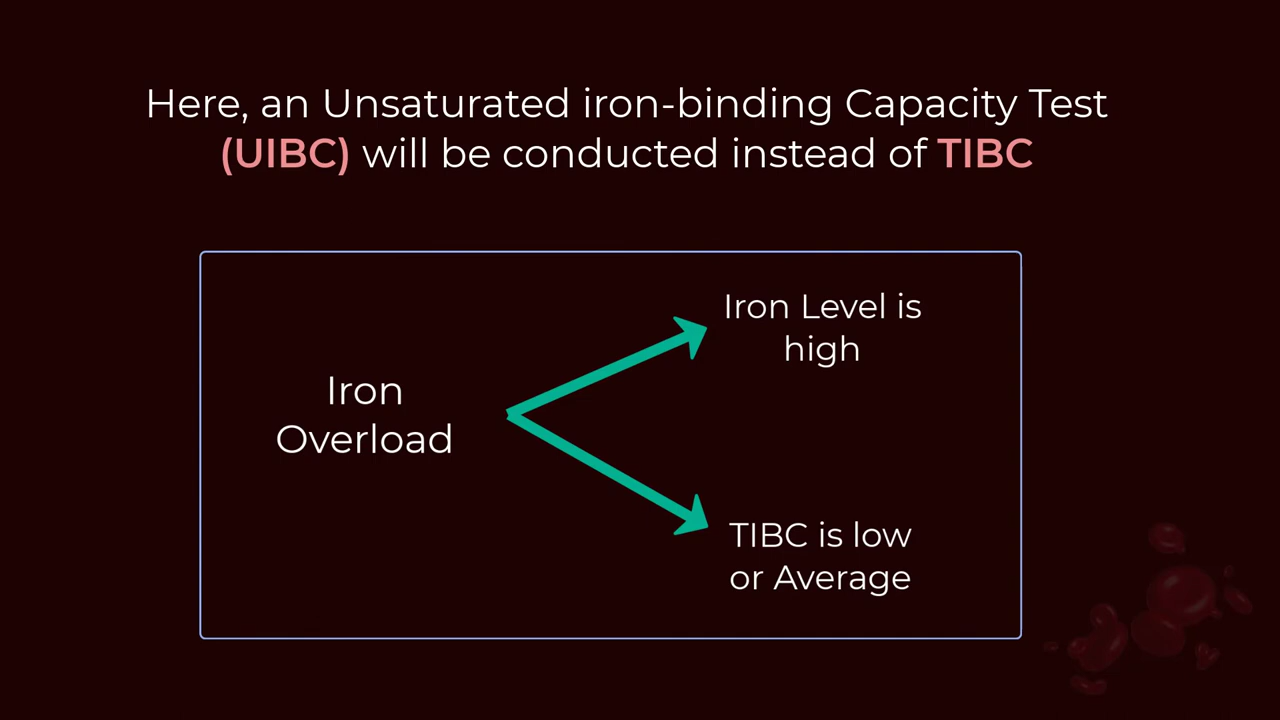 Here, an Unsaturated iron-binding Capacity Test
(UIBC) will be conducted instead of TIBC
Iron
Overload
Iron Level is
high
TIBC is low
or Average